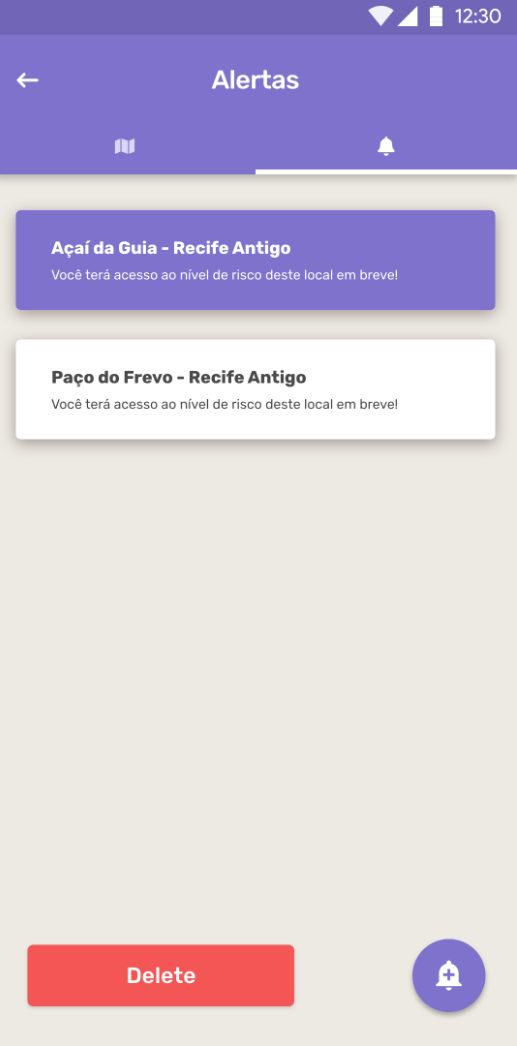 12:30
Alertas
Açaí da Guia - Recife Antigo
Você terá acesso ao nível de risco deste local em breve!
Paço do Frevo - Recife Antigo
Você terá acesso ao nível de risco deste local em breve!
Delete